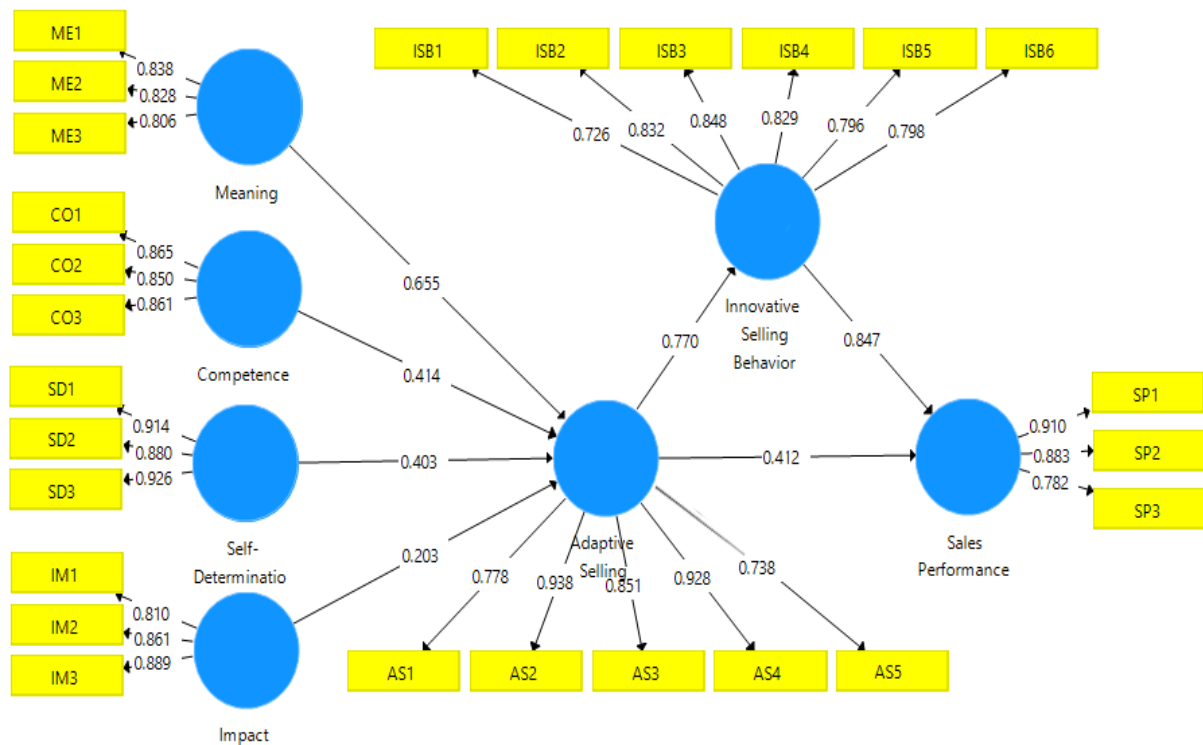 ME1
0.838
ME2
0.828
ME3
0.806
Meaning
CO1
0.865
CO2
0.850
CO3
0.861
Competence
SD1
0.914
SD2
0.880
SD3
0.926
Self-
Determinatio
IM1
0.810
IM2
0.861
IM3
0.889
Impact
0.655
0.414
0.403
0.203
ISB1
ISB2
ISB3
ISB4
ISB5
ISB6
0.726
0.832
0.848
0.829
0.796
0.798
Innovative
Selling
Behavior
0.770
0.847
0.412
Adaptive
Selling
0.778
0.938
0.851
0.928
0.738
AS1
AS2
AS3
AS4
AS5
Sales
Performance
0.910
SP1
0.883
SP2
0.782
SP3